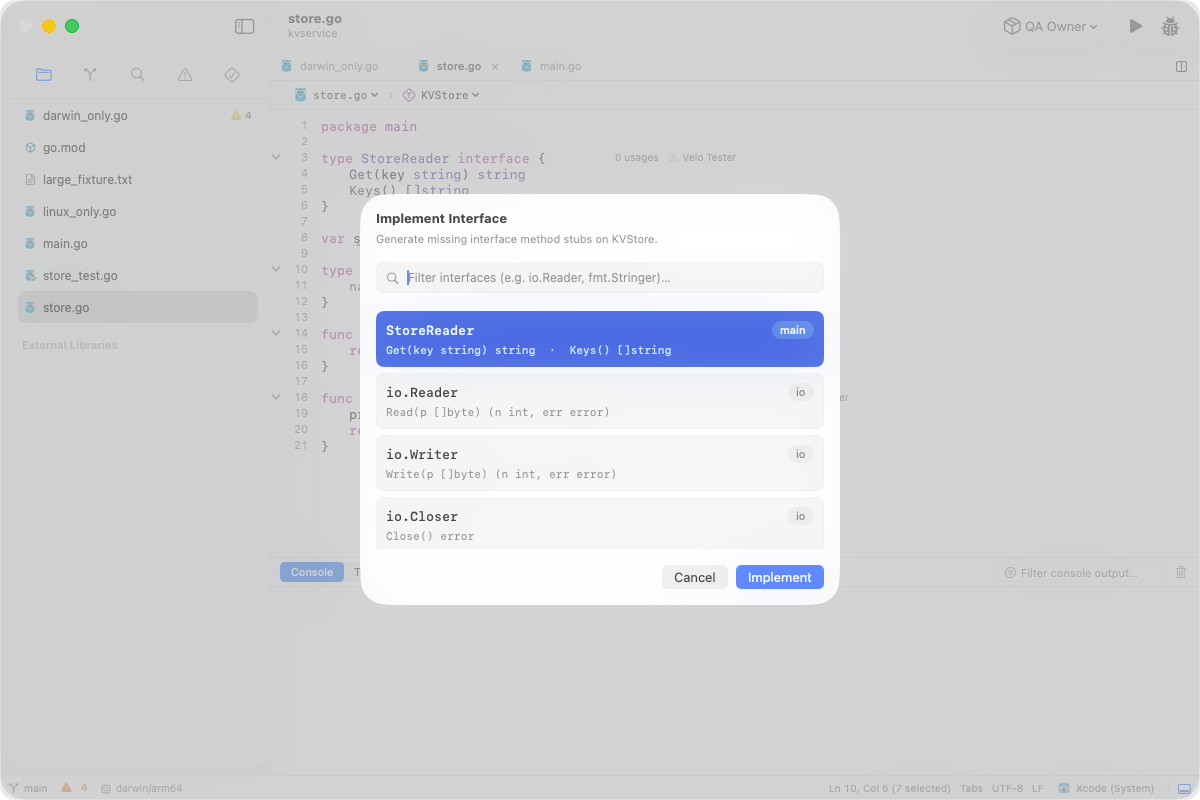 store.go
kvservice
QA Owner
darwin_only.go
store.go
main.go
store.go
KVStore
darwin_only.go
4
go.mod
large_fixture.txt
linux_only.go
main.go
store_test.go
store.go
External Libraries
1 package main
2
3 type StoreReader interface {
0 usages Velo Tester
4 Get(key string) string
5 Keys() []string
6 }
7
8 var s
9
10 type
11 na
12 }
13
14 func
15 re
16 }
17
18 func
er
19 pr
20 re
21 }
Implement Interface
Generate missing interface method stubs on KVStore.
Filter interfaces (e.g. io.Reader, fmt.Stringer)...
StoreReader
main
Get(key string) string · Keys() []string
io.Reader
io
Read(p []byte) (n int, err error)
io.Writer
io
Write(p []byte) (n int, err error)
io.Closer
io
Close() error
Cancel
Implement
Console
T
Filter console output...
main
4
darwin/arm64
Ln 10, Col 6 (7 selected)
Tabs
UTF-8
LF
Xcode (System)